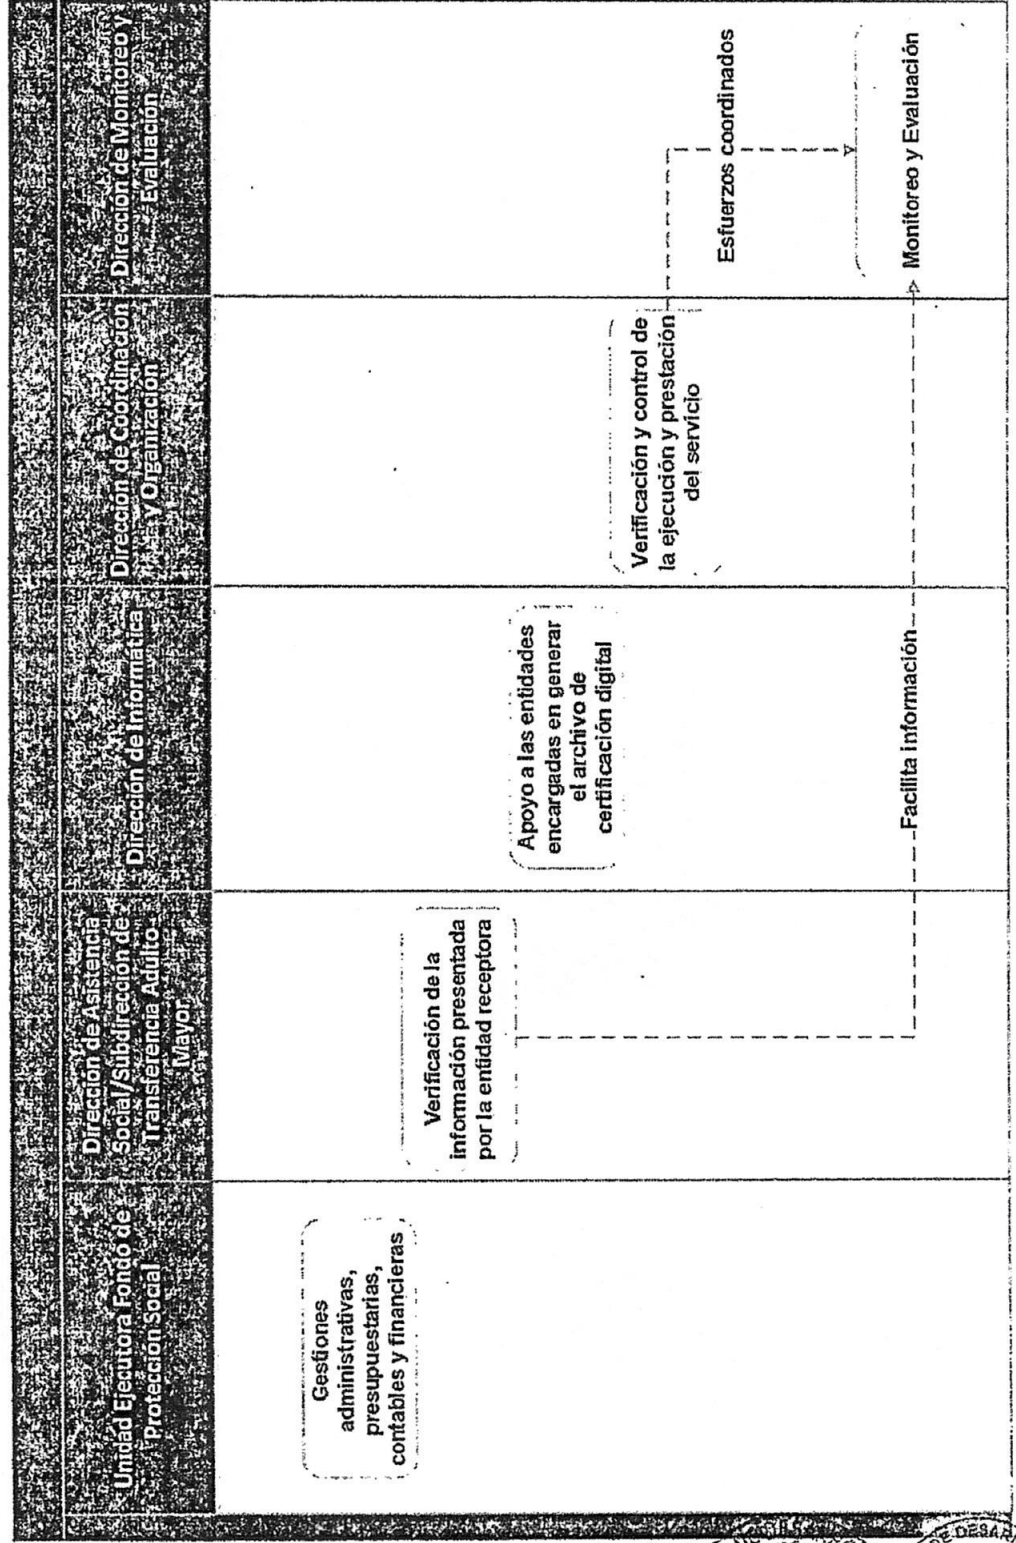 Unidad Ejecutora Fondo de
Protección Social
Dirección de Asistencia
Social/Subdirección de
Transferencia Adulto
Mayor
Dirección de Informática
Dirección de Coordinación
y Organización
Dirección de Monitoreo y
Evaluación
Gestiones
administrativas,
presupuestarias,
contables y financieras
Verificación de la
información presentada
por la entidad receptora
Apoyo a las entidades
encargadas en generar
el archivo de
certificación digital
Verificación y control de
la ejecución y prestación
del servicio
Esfuerzos coordinados
Facilita información
Monitoreo y Evaluación